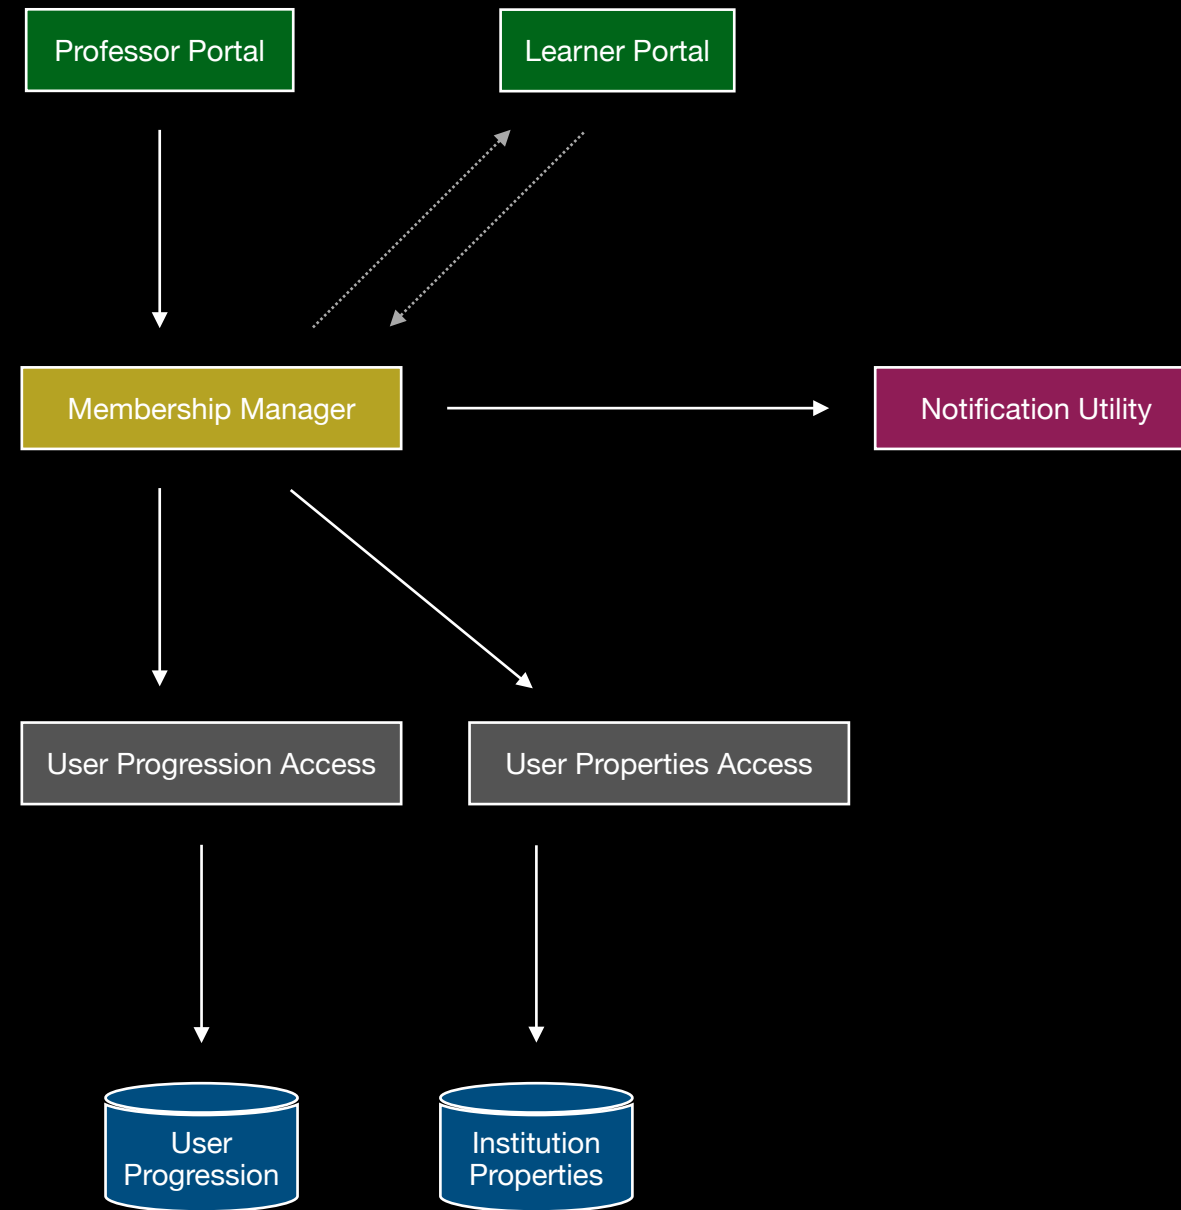 Professor Portal
Learner Portal
Membership Manager
Notification Utility
User Progression Access
User Properties Access
User
Progression
Institution
Properties